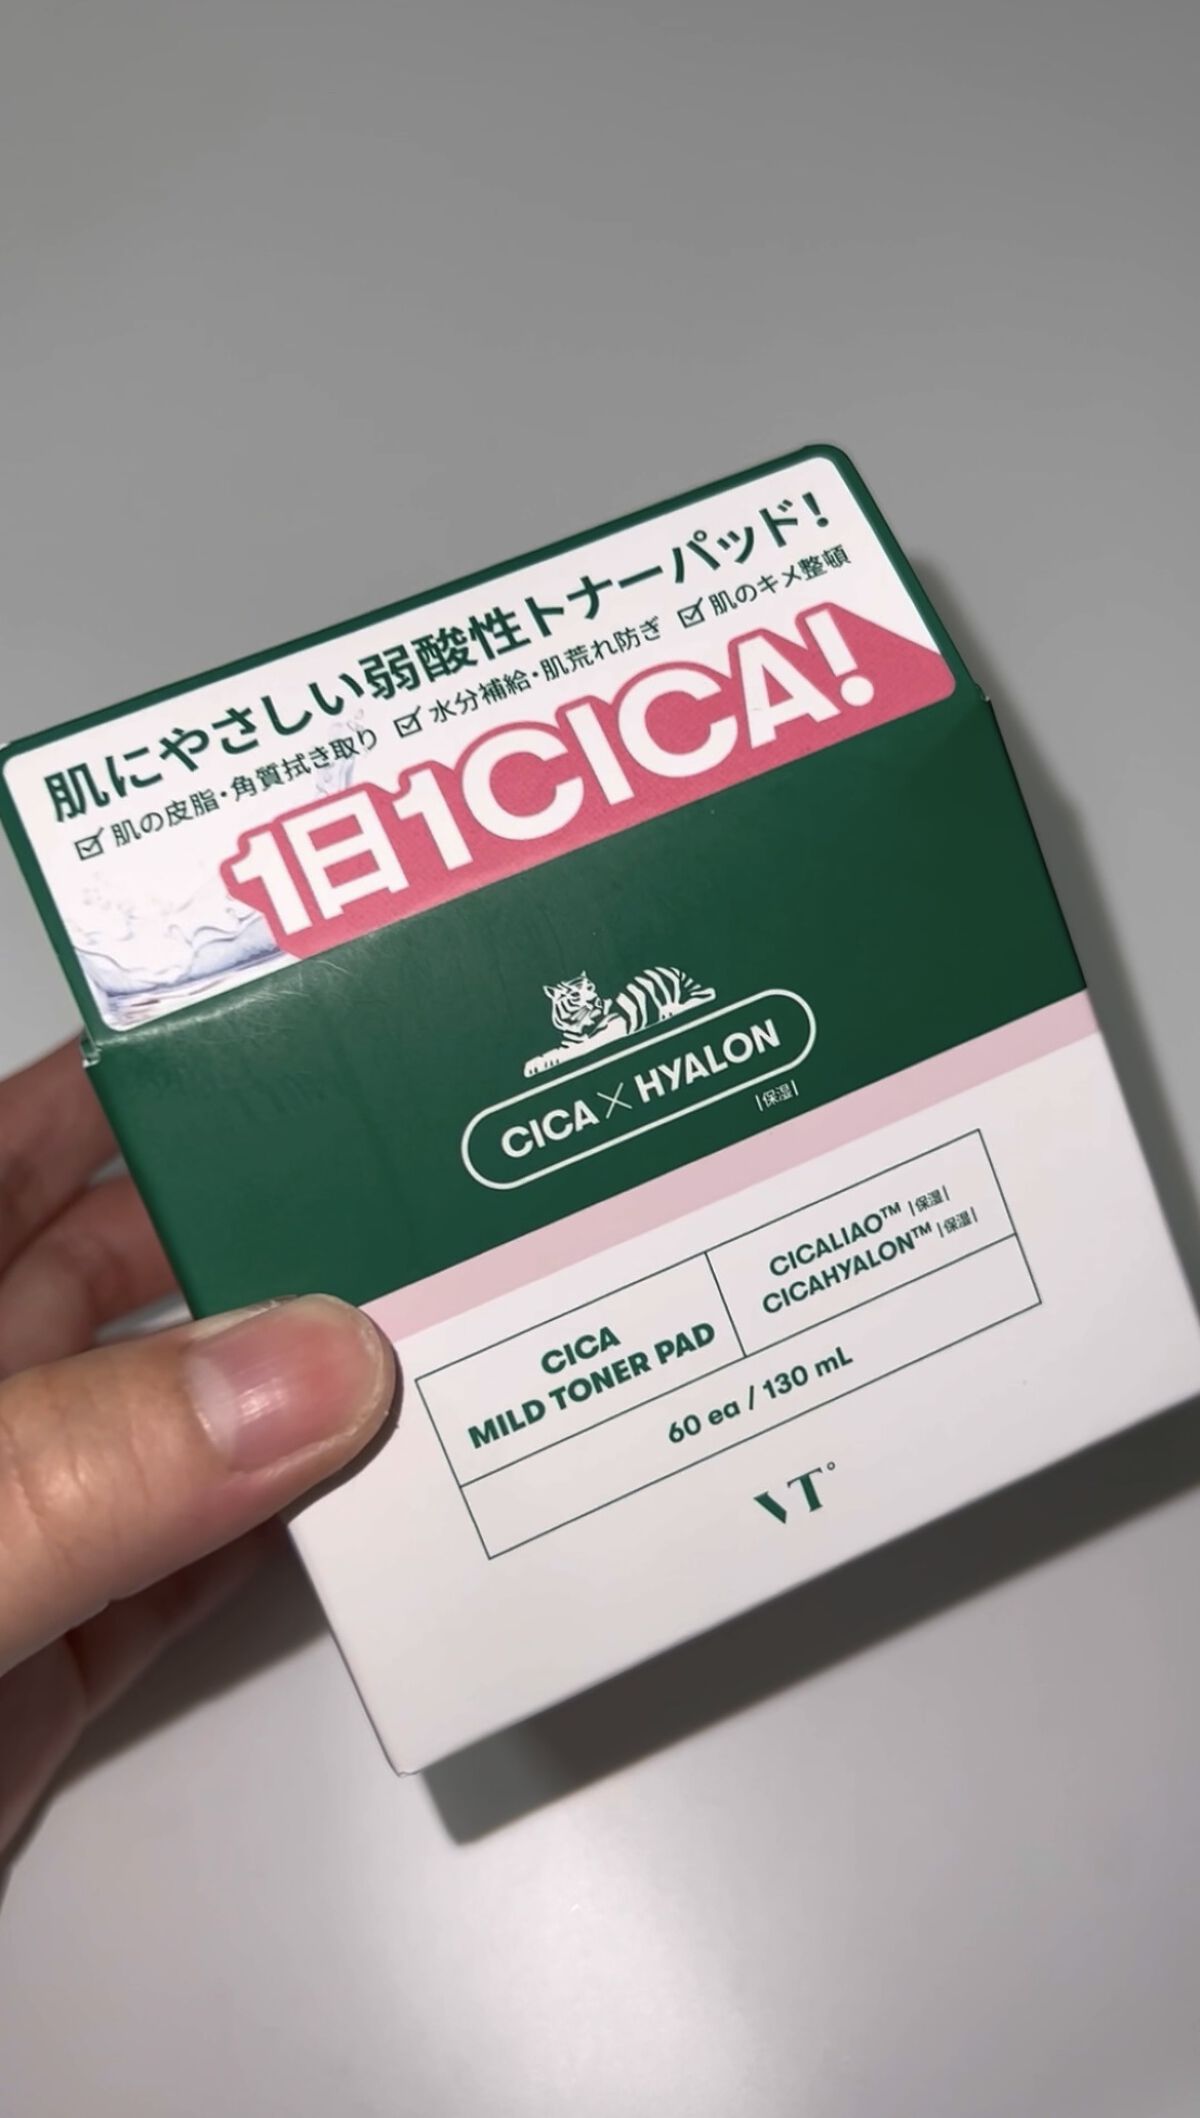 肌にやさしい弱酸性トナーパッド!
☑ 肌の皮脂・角質拭き取り ☑ 水分補給・肌荒れ防ぎ ☑ 肌のキメ整頓
1日1CICA!
CICA×HYALON
|保湿|
CICA
MILD TONER PAD
CICALIAO™ |保湿|
CICAHYALON™ |保湿|
60 ea / 130 mL
VT°